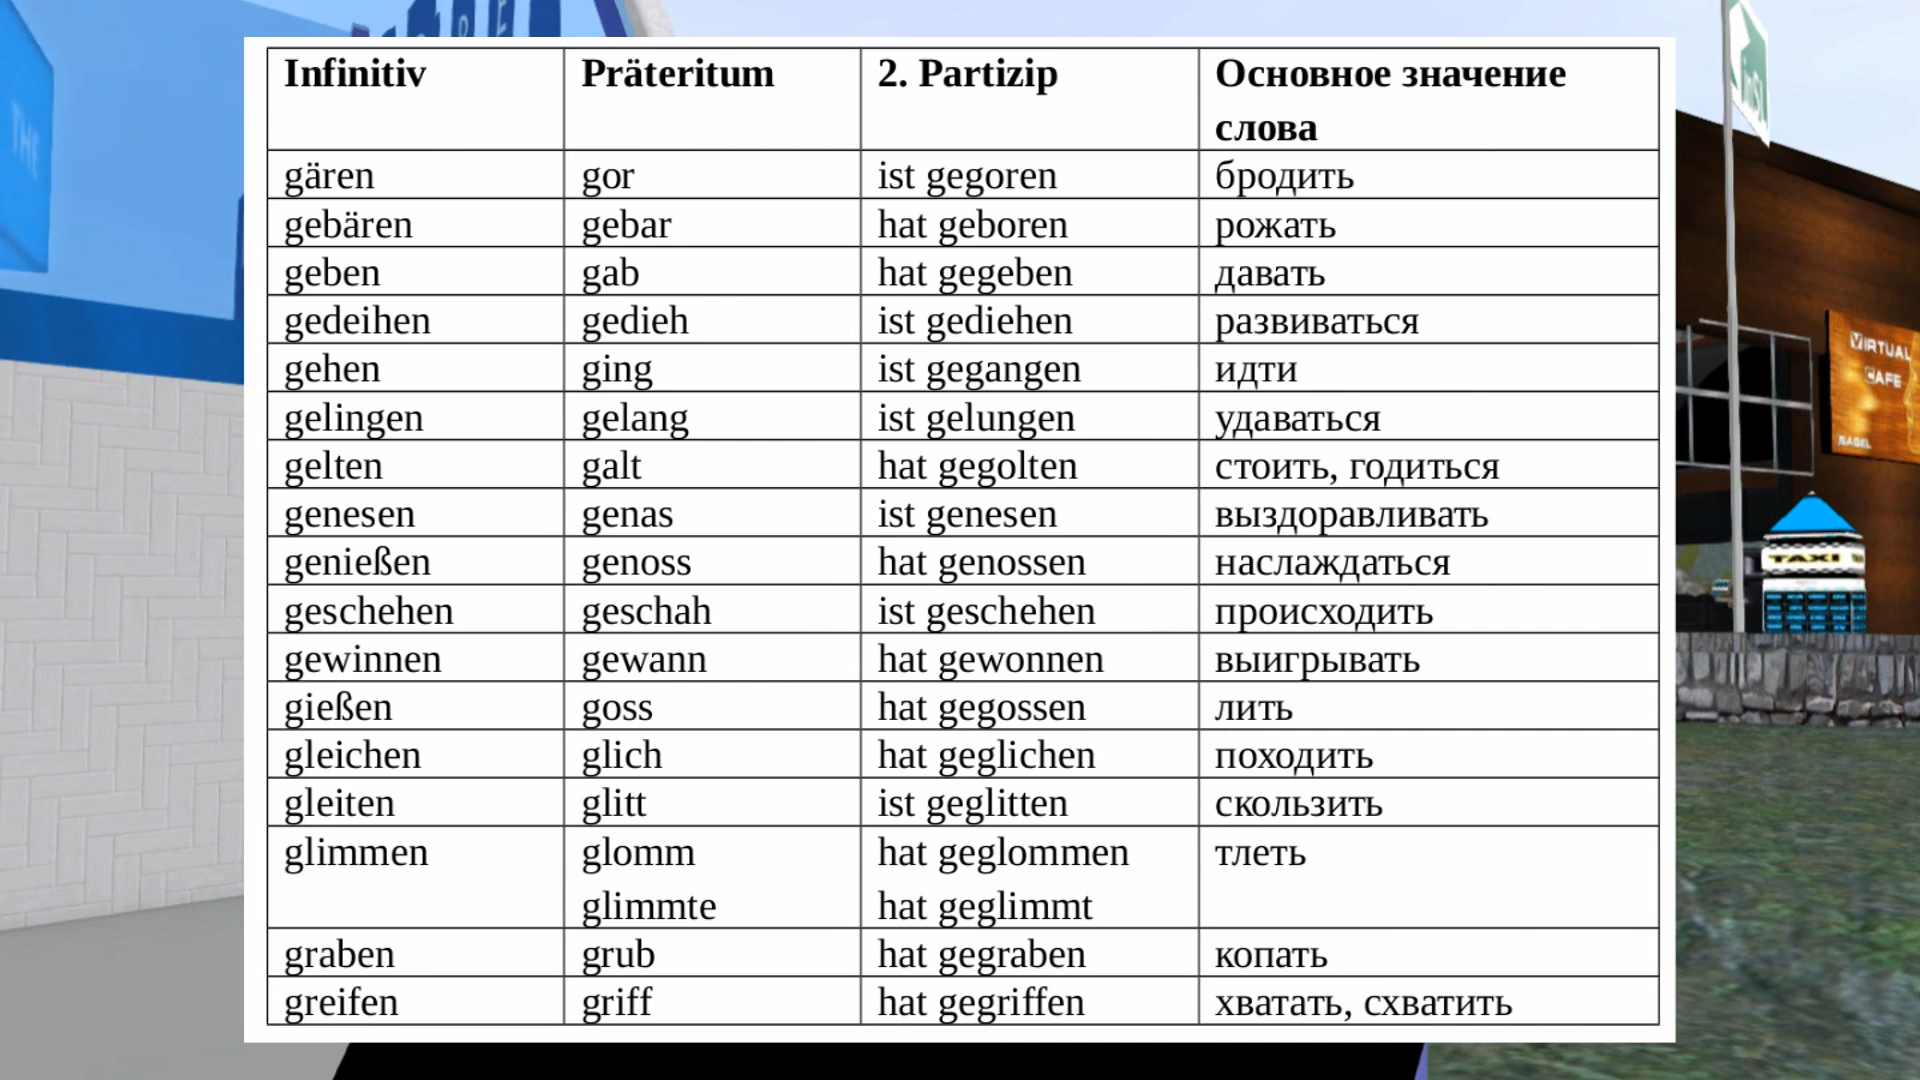 THE
Infinitiv Präteritum 2. Partizip Основное значение
слова
gären gor ist gegoren бродить
gebären gebar hat geboren рожать
geben gab hat gegeben давать
gedeihen gedieh ist gediehen развиваться
gehen ging ist gegangen идти
gelingen gelang ist gelungen удаваться
gelten galt hat gegolten стоить, годиться
genesen genas ist genesen выздоравливать
genießen genoss hat genossen наслаждаться
geschehen geschah ist geschehen происходить
gewinnen gewann hat gewonnen выигрывать
gießen goss hat gegossen лить
gleichen glich hat geglichen походить
gleiten glitt ist geglitten скользить
glimmen glomm hat geglommen тлеть
glimmte hat geglimmt
graben grub hat gegraben копать
greifen griff hat gegriffen хватать, схватить
VIRTUAL
CAFE
TAXI